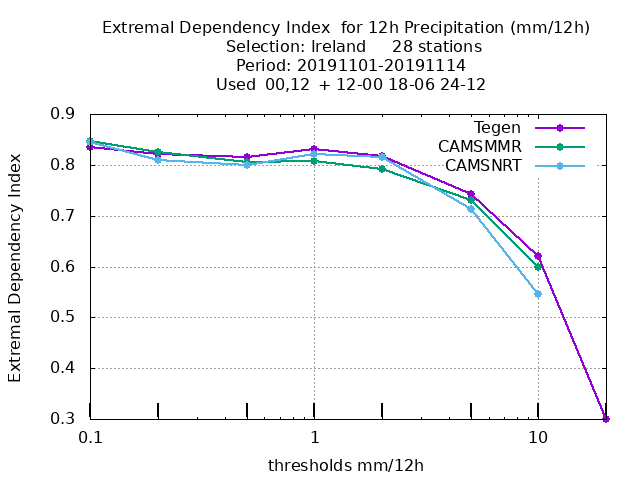 Extremal Dependency Index  for 12h Precipitation (mm/12h)
Selection: Ireland     28 stations
Period: 20191101-20191114
Used  00,12  + 12-00 18-06 24-12
Tegen
CAMSMMR
CAMSNRT
Extremal Dependency Index
0.9
0.8
0.7
0.6
0.5
0.4
0.3
0.1
1
10
thresholds mm/12h